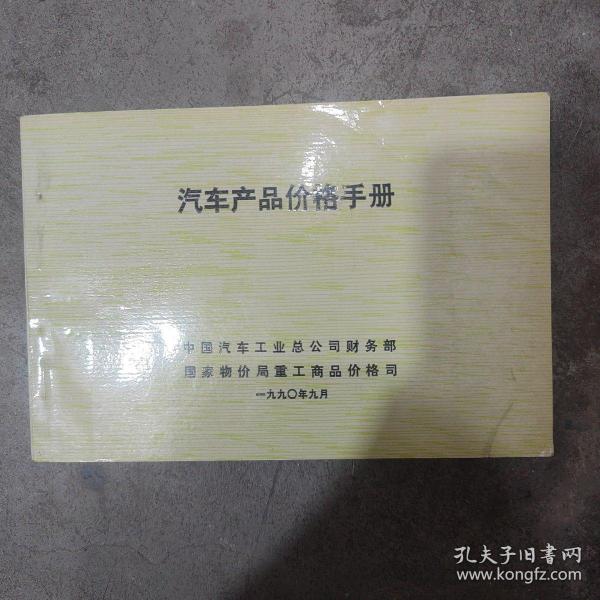 汽车产品价格手册
中国汽车工业总公司财务部
国家物价局重工商品价格司
一九九〇年九月
孔夫子旧书网
www.kongfz.com